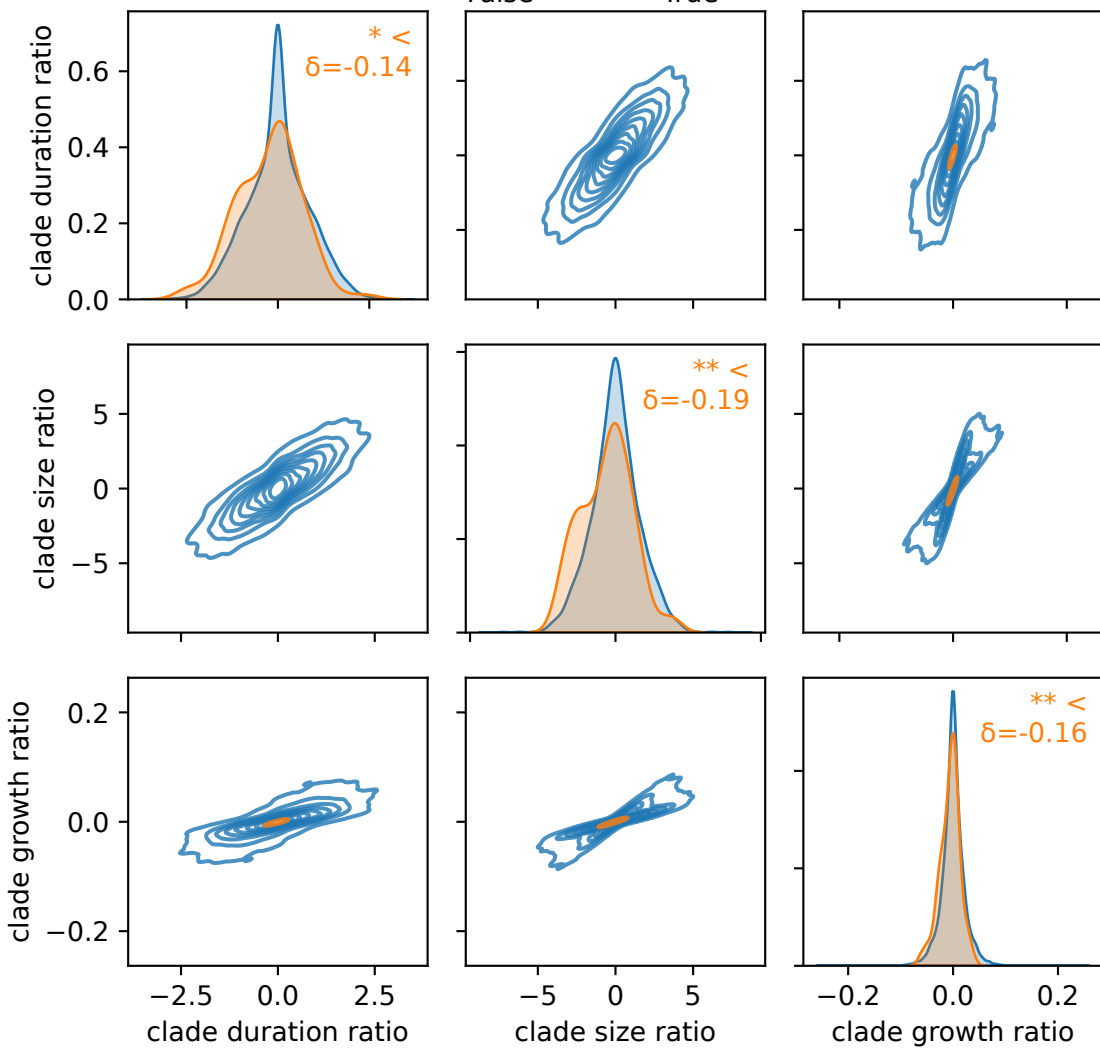 * <
δ=-0.14
clade duration ratio
0.6
0.4
0.2
0.0
** <
δ=-0.19
clade size ratio
5
0
−5
** <
δ=-0.16
clade growth ratio
0.2
0.0
−0.2
−2.5 0.0 2.5 −5 0 5 −0.2 0.0 0.2
clade duration ratio clade size ratio clade growth ratio